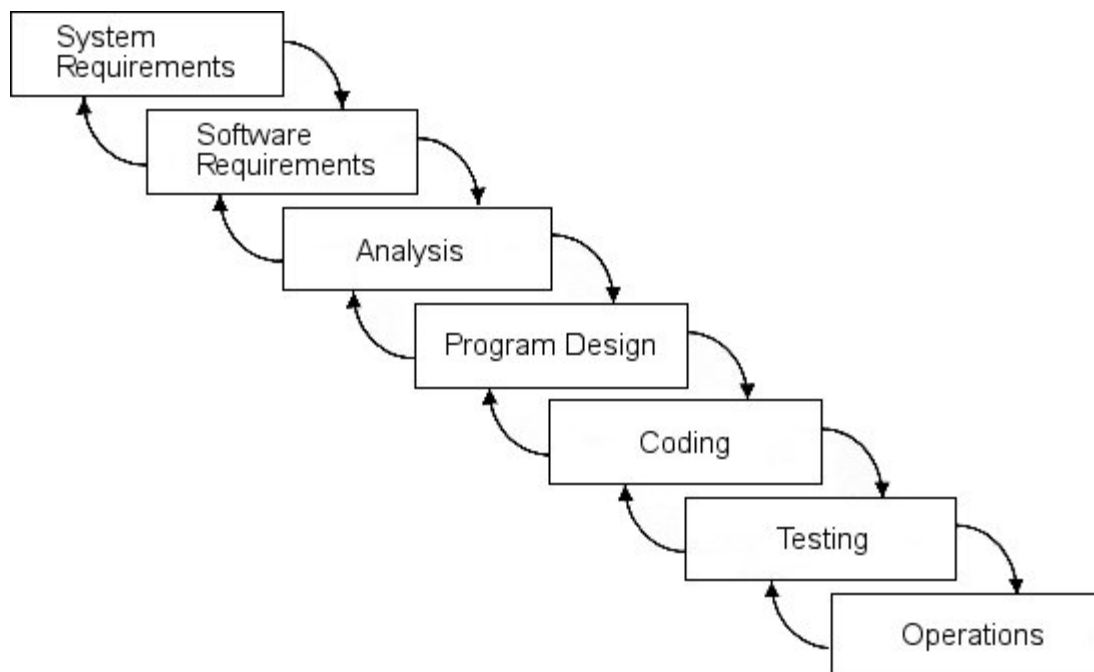 System
Requirements
Software
Requirements
Analysis
Program Design
Coding
Testing
Operations